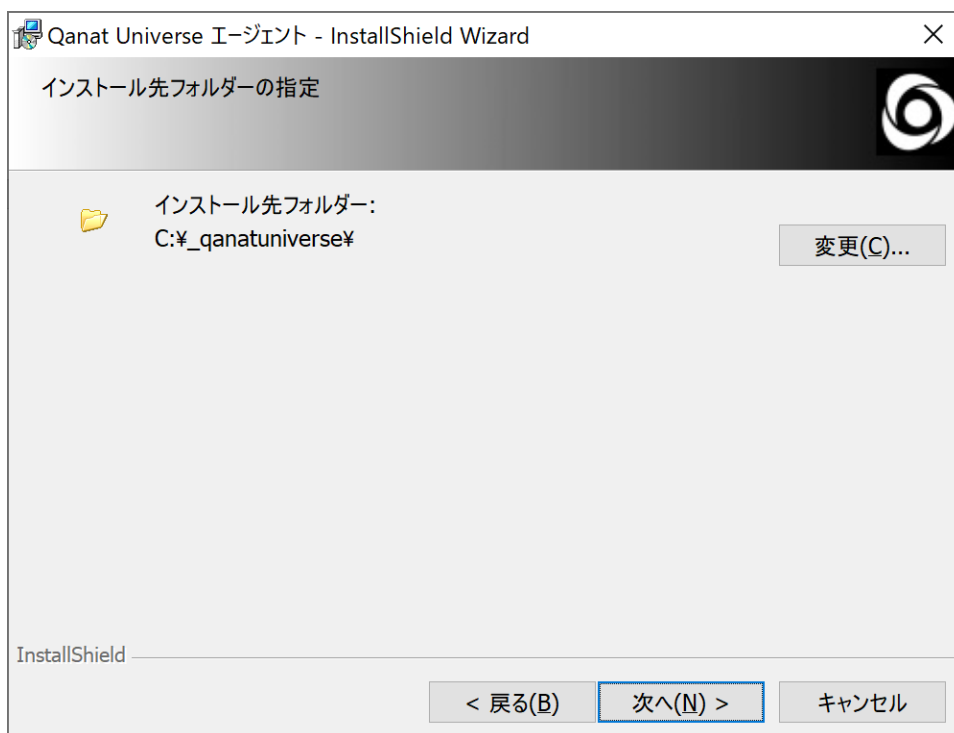 Qanat Universe エージェント - InstallShield Wizard
インストール先フォルダーの指定
インストール先フォルダー:
C:¥_qanatuniverse¥
変更(C)...
InstallShield
< 戻る(B)
次へ(N) >
キャンセル